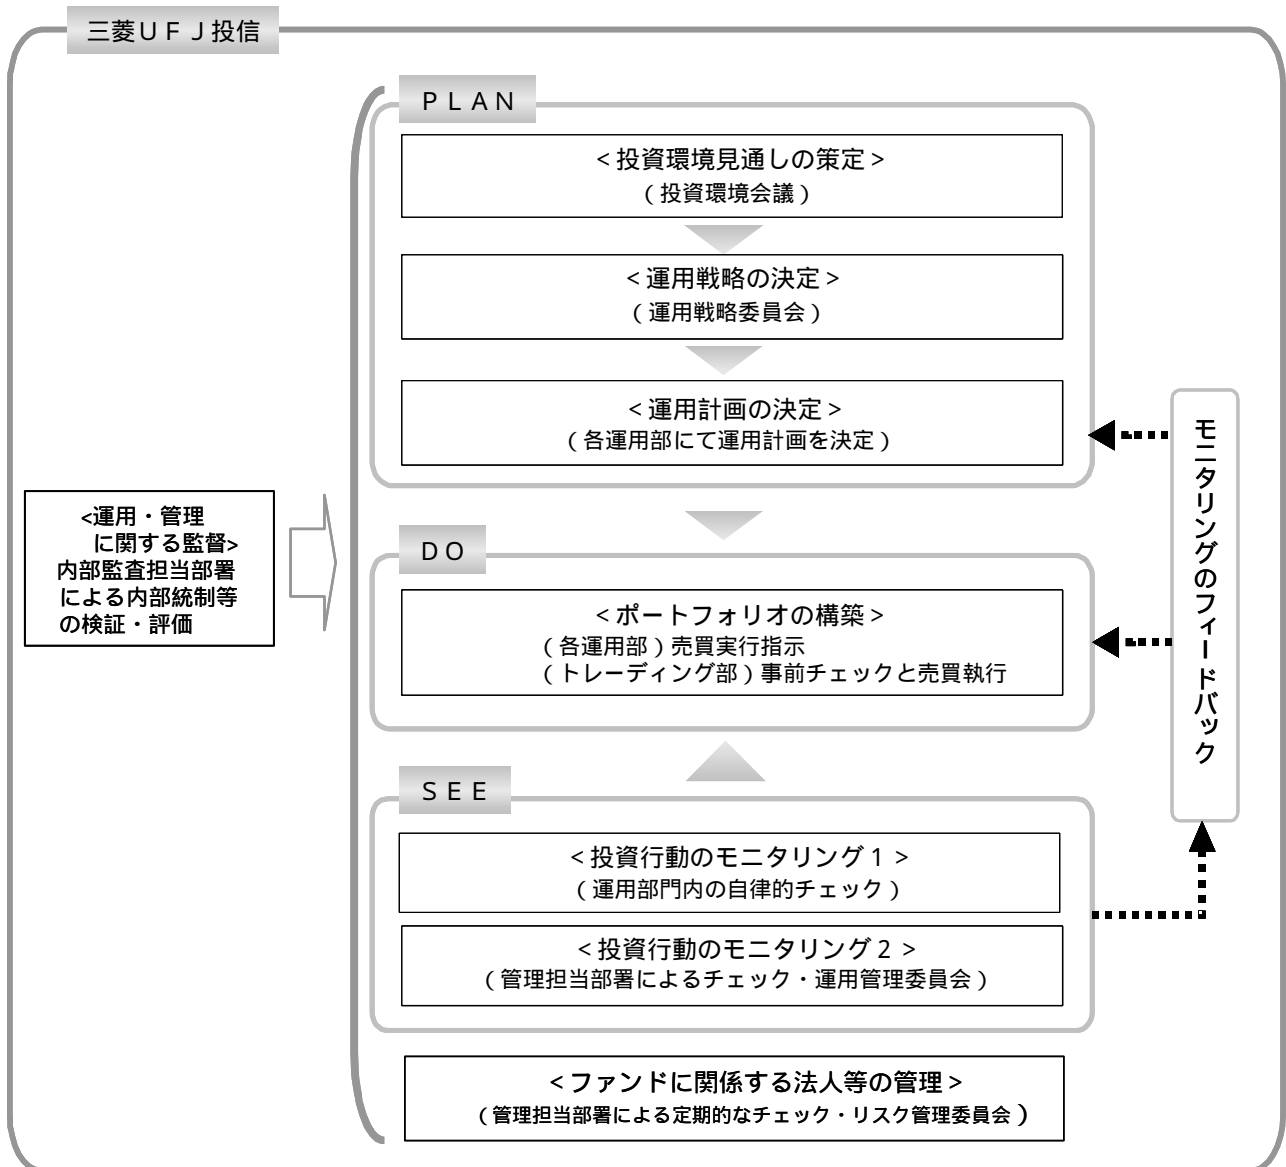 三菱UFJ投信
PLAN
<投資環境見通しの策定>
(投資環境会議)
<運用戦略の決定>
(運用戦略委員会)
<運用計画の決定>
(各運用部にて運用計画を決定)
<運用・管理
に関する監督>
内部監査担当部署
による内部統制等
の検証・評価
DO
<ポートフォリオの構築>
(各運用部)売買実行指示
(トレーディング部)事前チェックと売買執行
モニタリングのフィードバック
SEE
<投資行動のモニタリング1>
(運用部門内の自律的チェック)
<投資行動のモニタリング2>
(管理担当部署によるチェック・運用管理委員会)
<ファンドに関係する法人等の管理>
(管理担当部署による定期的なチェック・リスク管理委員会)